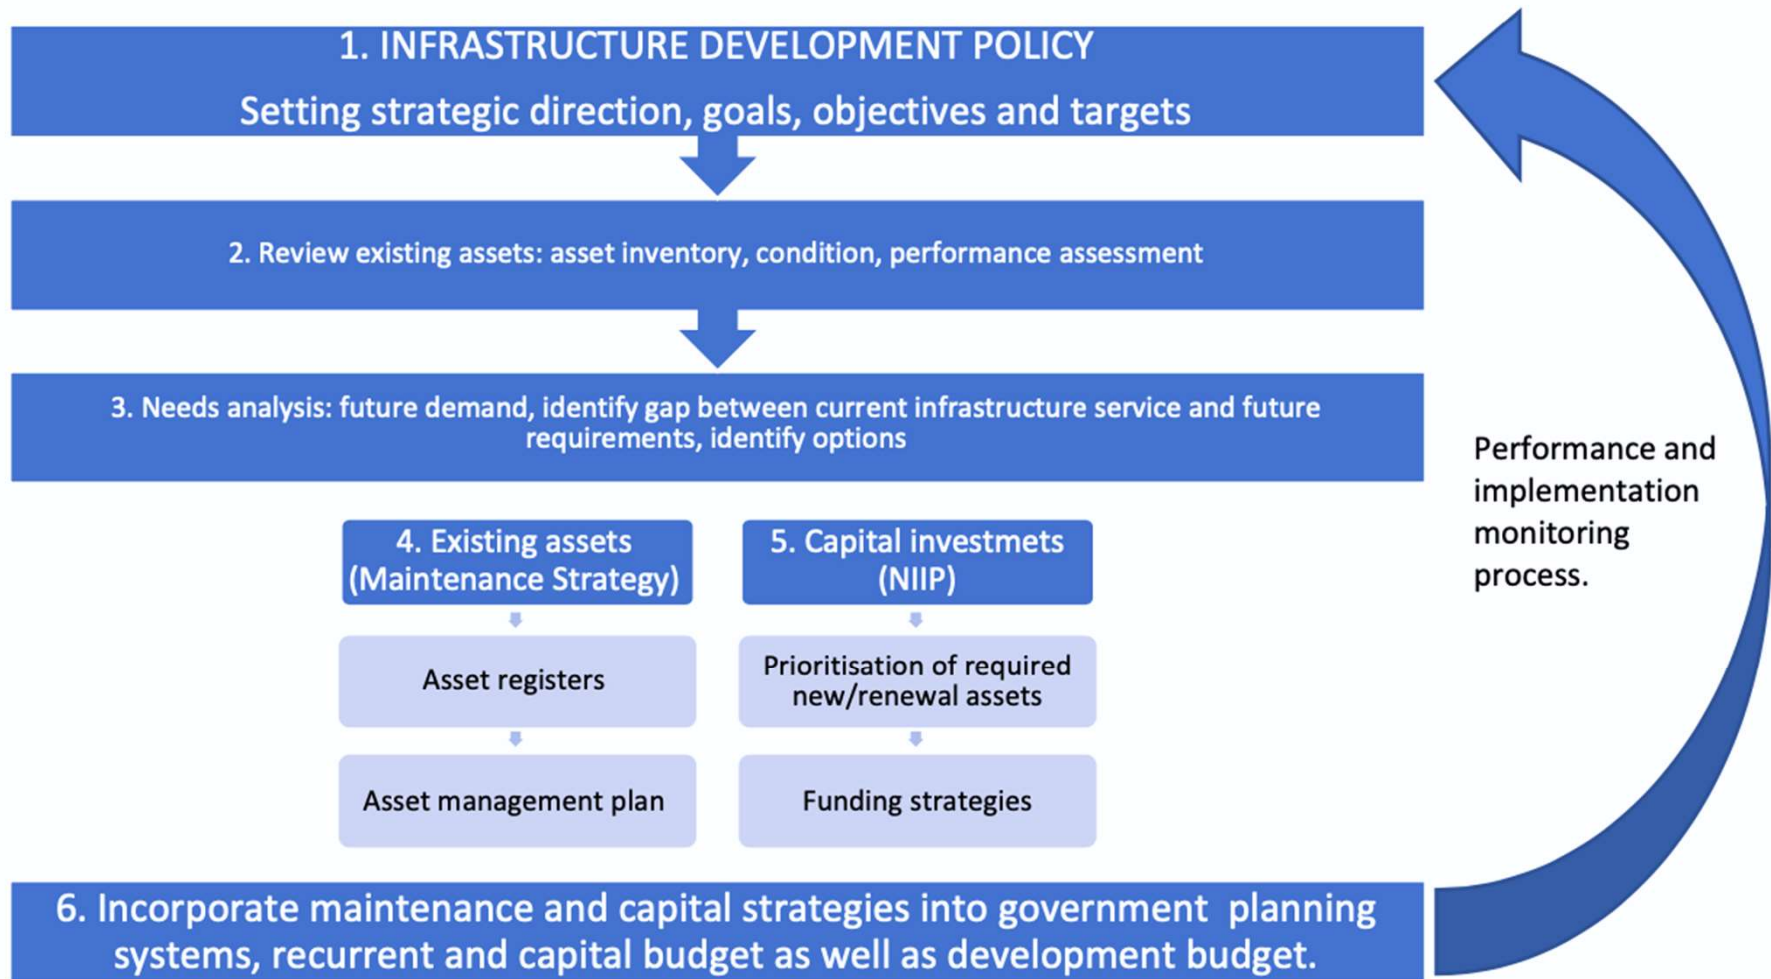 1. INFRASTRUCTURE DEVELOPMENT POLICY
Setting strategic direction, goals, objectives and targets
2. Review existing assets: asset inventory, condition, performance assessment
3. Needs analysis: future demand, identify gap between current infrastructure service and future
requirements, identify options
4. Existing assets
(Maintenance Strategy)
Asset registers
Asset management plan
5. Capital investmets
(NIIP)
Prioritisation of required
new/renewal assets
Funding strategies
6. Incorporate maintenance and capital strategies into government planning
systems, recurrent and capital budget as well as development budget.
Performance and
implementation
monitoring
process.